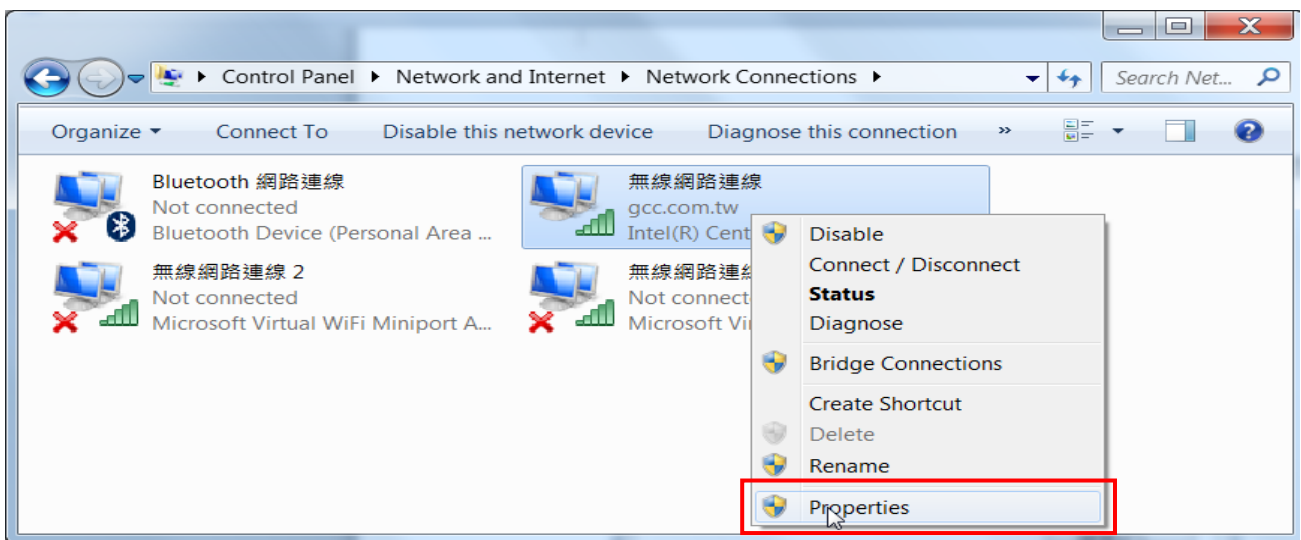 Control Panel ▸ Network and Internet ▸ Network Connections ▸
Search Net...
Organize ▾ Connect To Disable this network device Diagnose this connection »
Bluetooth 網路連線
Not connected
Bluetooth Device (Personal Area ...
無線網路連線
gcc.com.tw
Intel(R) Cent
無線網路連線 2
Not connected
Microsoft Virtual WiFi Miniport A...
無線網路連線
Not connect
Microsoft Vi
Disable
Connect / Disconnect
Status
Diagnose
Bridge Connections
Create Shortcut
Delete
Rename
Properties